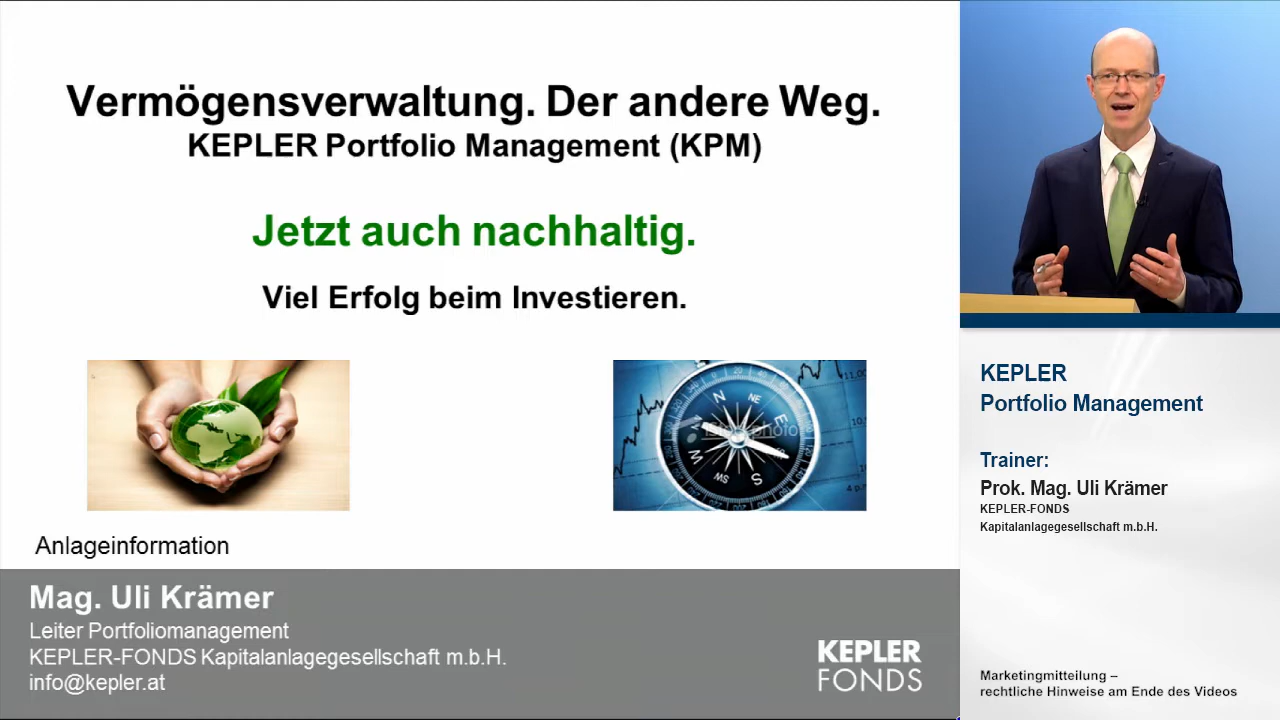 Vermögensverwaltung. Der andere Weg.
KEPLER Portfolio Management (KPM)
Jetzt auch nachhaltig.
Viel Erfolg beim Investieren.
N
NE
E
S
SW
W
Anlageinformation
Mag. Uli Krämer
Leiter Portfoliomanagement
KEPLER-FONDS Kapitalanlagegesellschaft m.b.H.
info@kepler.at
KEPLER
FONDS
KEPLER
Portfolio Management
Trainer:
Prok. Mag. Uli Krämer
KEPLER-FONDS
Kapitalanlagegesellschaft m.b.H.
Marketingmitteilung –
rechtliche Hinweise am Ende des Videos